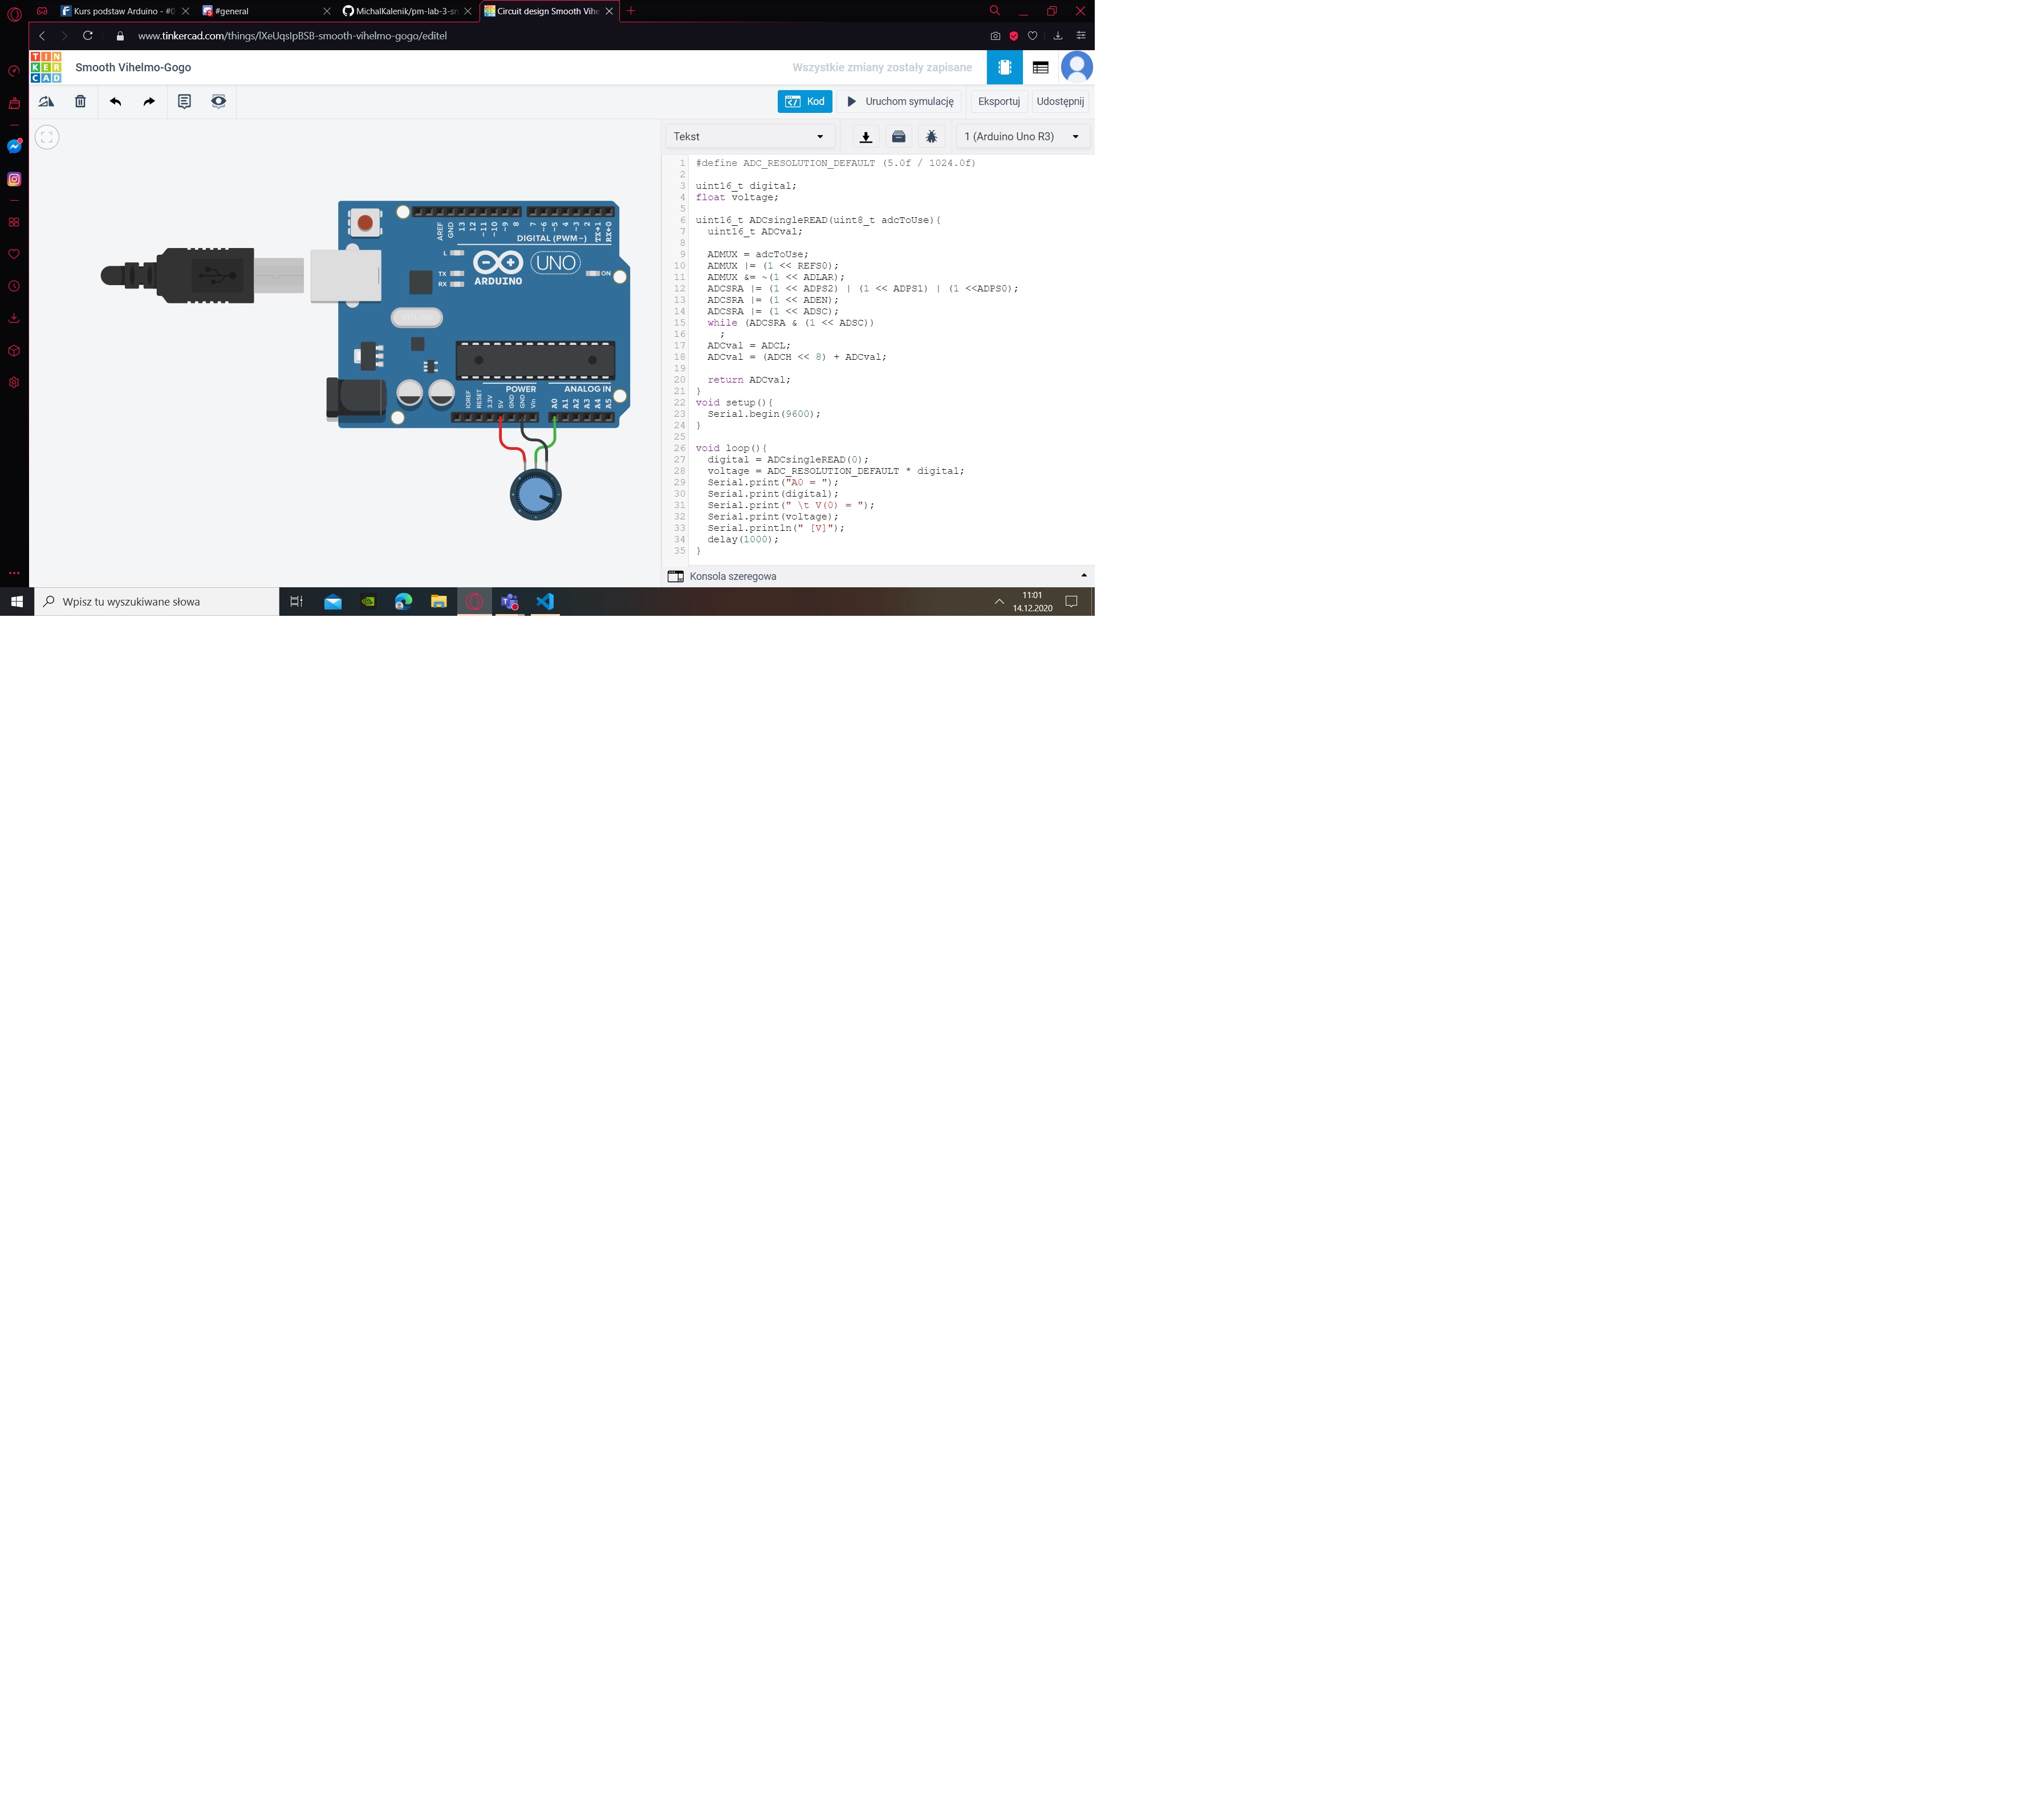 Kurs podstaw Arduino - #0
#general
MichalKalenik/pm-lab-3-sn
Circuit design Smooth Vihe
www.tinkercad.com/things/lXeUqsIpBSB-smooth-vihelmo-gogo/editel
TIN
KER
CAD
Smooth Vihelmo-Gogo
Wszystkie zmiany zostały zapisane
Kod
Uruchom symulację
Eksportuj
Udostępnij
Tekst
1 (Arduino Uno R3)
AREF
GND
13
12
~11
~10
~9
8
7
~6
~5
4
~3
2
TX→1
RX←0
DIGITAL (PWM~)
L
TX
RX
ARDUINO
UNO
ON
POWER
ANALOG IN
IOREF
RESET
3.3V
5V
GND
GND
Vin
A0
A1
A2
A3
A4
A5
1 #define ADC_RESOLUTION_DEFAULT (5.0f / 1024.0f)
2
3 uint16_t digital;
4 float voltage;
5
6 uint16_t ADCsingleREAD(uint8_t adcToUse){
7 uint16_t ADCval;
8
9 ADMUX = adcToUse;
10 ADMUX |= (1 << REFS0);
11 ADMUX &= ~(1 << ADLAR);
12 ADCSRA |= (1 << ADPS2) | (1 << ADPS1) | (1 <<ADPS0);
13 ADCSRA |= (1 << ADEN);
14 ADCSRA |= (1 << ADSC);
15 while (ADCSRA & (1 << ADSC))
16 ;
17 ADCval = ADCL;
18 ADCval = (ADCH << 8) + ADCval;
19
20 return ADCval;
21 }
22 void setup(){
23 Serial.begin(9600);
24 }
25
26 void loop(){
27 digital = ADCsingleREAD(0);
28 voltage = ADC_RESOLUTION_DEFAULT * digital;
29 Serial.print("A0 = ");
30 Serial.print(digital);
31 Serial.print(" \t V(0) = ");
32 Serial.print(voltage);
33 Serial.println(" [V]");
34 delay(1000);
35 }
Konsola szeregowa
Wpisz tu wyszukiwane słowa
11:01
14.12.2020